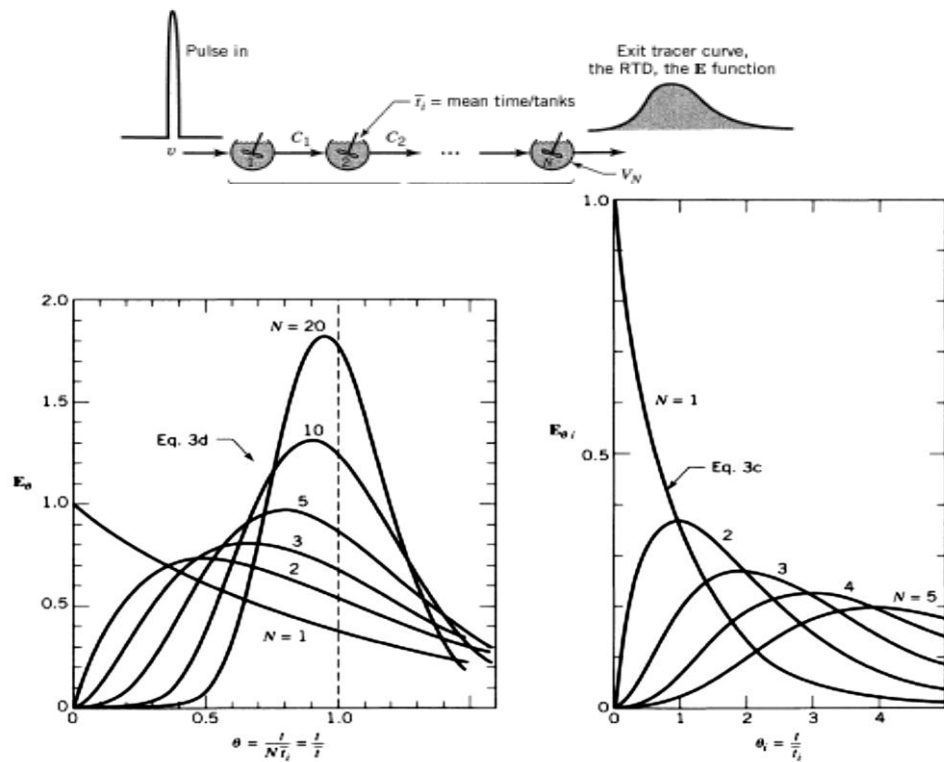 Pulse in
Exit tracer curve,
the RTD, the E function
t̄ᵢ = mean time/tanks
v
C₁
C₂
...
1
2
N
V_N
2.0
1.5
1.0
0.5
0
E_θ
N = 20
10
5
3
2
N = 1
Eq. 3d
0
0.5
1.0
θ = t/(N t̄ᵢ) = t/t̄
1.0
0.5
0
E_θi
N = 1
Eq. 3c
2
3
4
N = 5
0
1
2
3
4
θᵢ = t/t̄ᵢ